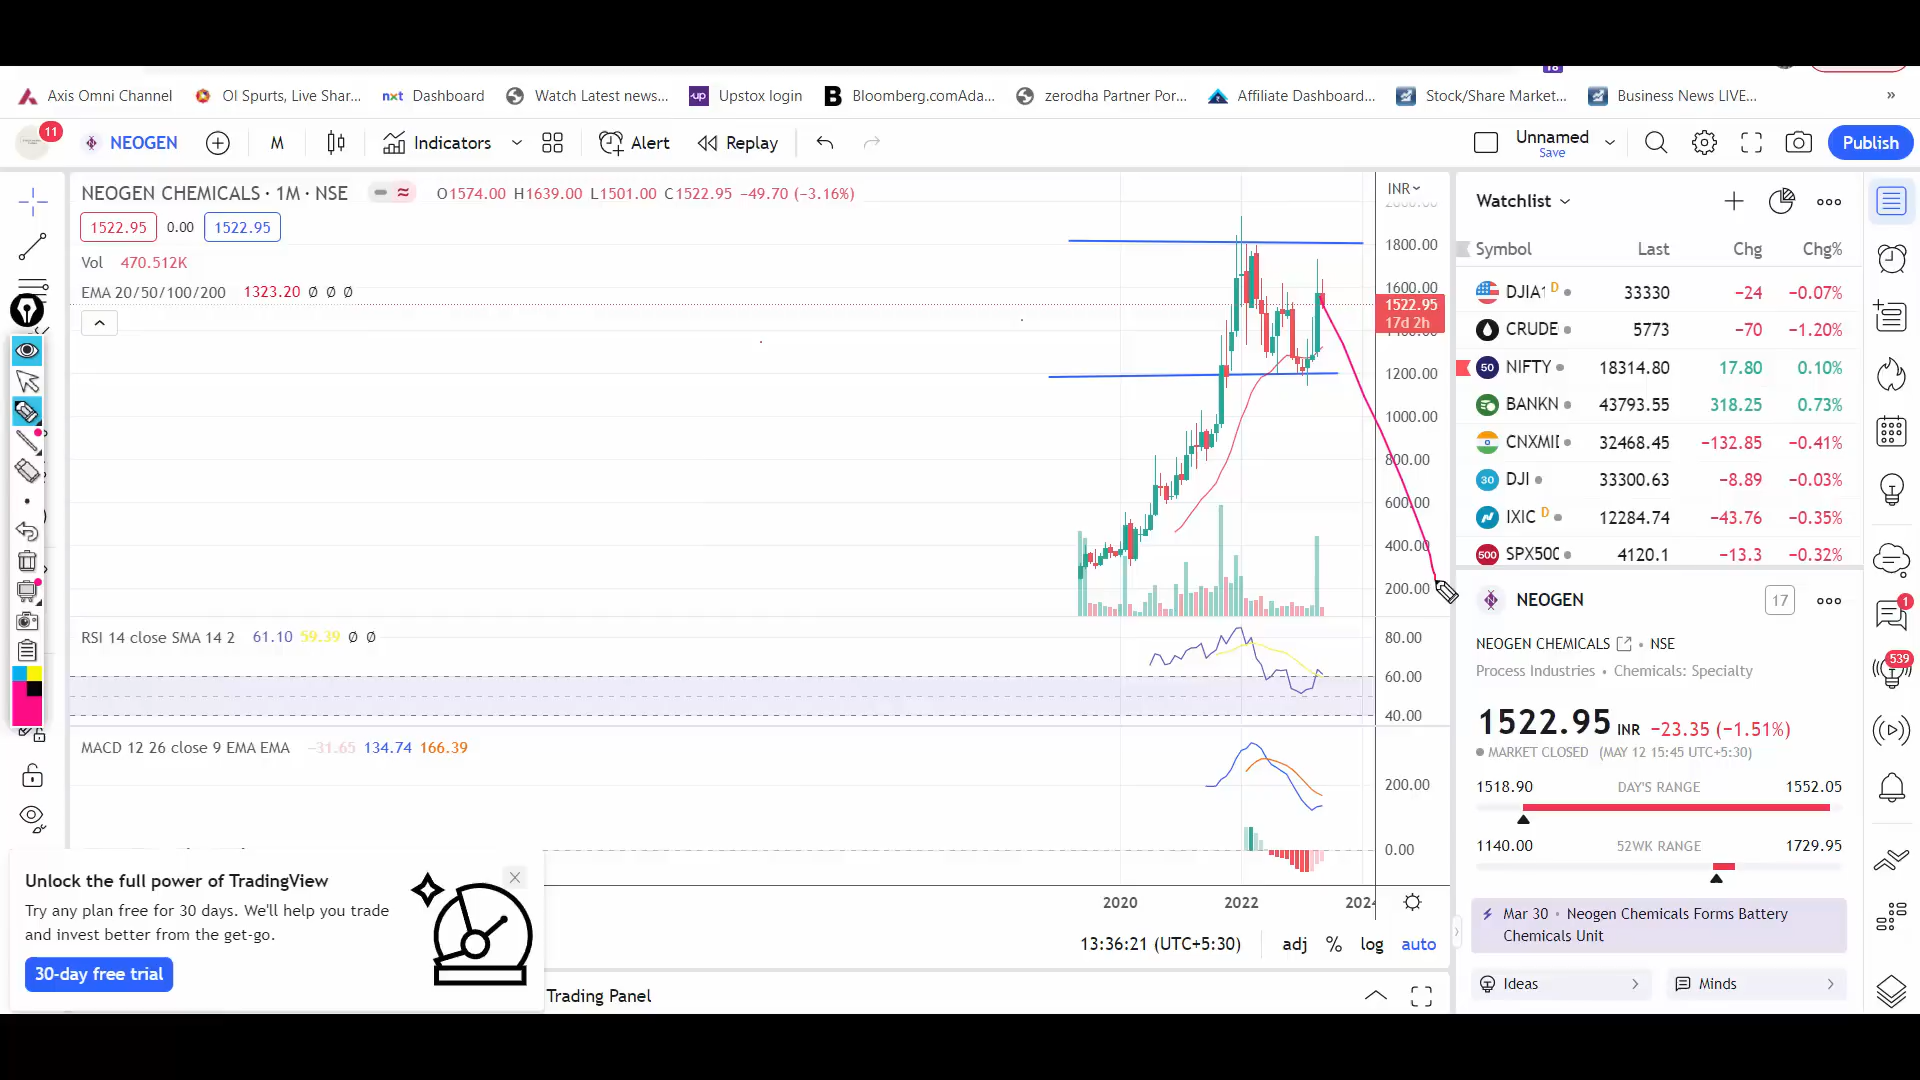 18
Axis Omni Channel
OI Spurts, Live Shar...
nxt Dashboard
Watch Latest news...
up Upstox login
B Bloomberg.comAda...
zerodha Partner Por...
Affiliate Dashboard...
Stock/Share Market...
Business News LIVE...
»
11
NEOGEN
M
Indicators
Alert
Replay
Unnamed
Save
Publish
NEOGEN CHEMICALS · 1M · NSE
O1574.00 H1639.00 L1501.00 C1522.95 −49.70 (−3.16%)
1522.95 0.00 1522.95
Vol 470.512K
EMA 20/50/100/200 1323.20 Ø Ø Ø
INR
1800.00
1600.00
1522.95
17d 2h
1200.00
1000.00
800.00
600.00
400.00
200.00
RSI 14 close SMA 14 2 61.10 59.39 Ø Ø
80.00
60.00
40.00
MACD 12 26 close 9 EMA EMA −31.65 134.74 166.39
200.00
0.00
2020 2022 2024
13:36:21 (UTC+5:30) adj % log auto
Trading Panel
Unlock the full power of TradingView
Try any plan free for 30 days. We'll help you trade
and invest better from the get-go.
30-day free trial
Watchlist
Symbol Last Chg Chg%
DJIA1 D 33330 −24 −0.07%
CRUDE 5773 −70 −1.20%
50 NIFTY 18314.80 17.80 0.10%
BANKN 43793.55 318.25 0.73%
CNXMI 32468.45 −132.85 −0.41%
30 DJI 33300.63 −8.89 −0.03%
IXIC D 12284.74 −43.76 −0.35%
500 SPX500 4120.1 −13.3 −0.32%
NEOGEN
17
NEOGEN CHEMICALS • NSE
Process Industries • Chemicals: Specialty
1522.95 INR −23.35 (−1.51%)
MARKET CLOSED (MAY 12 15:45 UTC+5:30)
1518.90 DAY'S RANGE 1552.05
1140.00 52WK RANGE 1729.95
Mar 30 • Neogen Chemicals Forms Battery
Chemicals Unit
Ideas
Minds
1
539